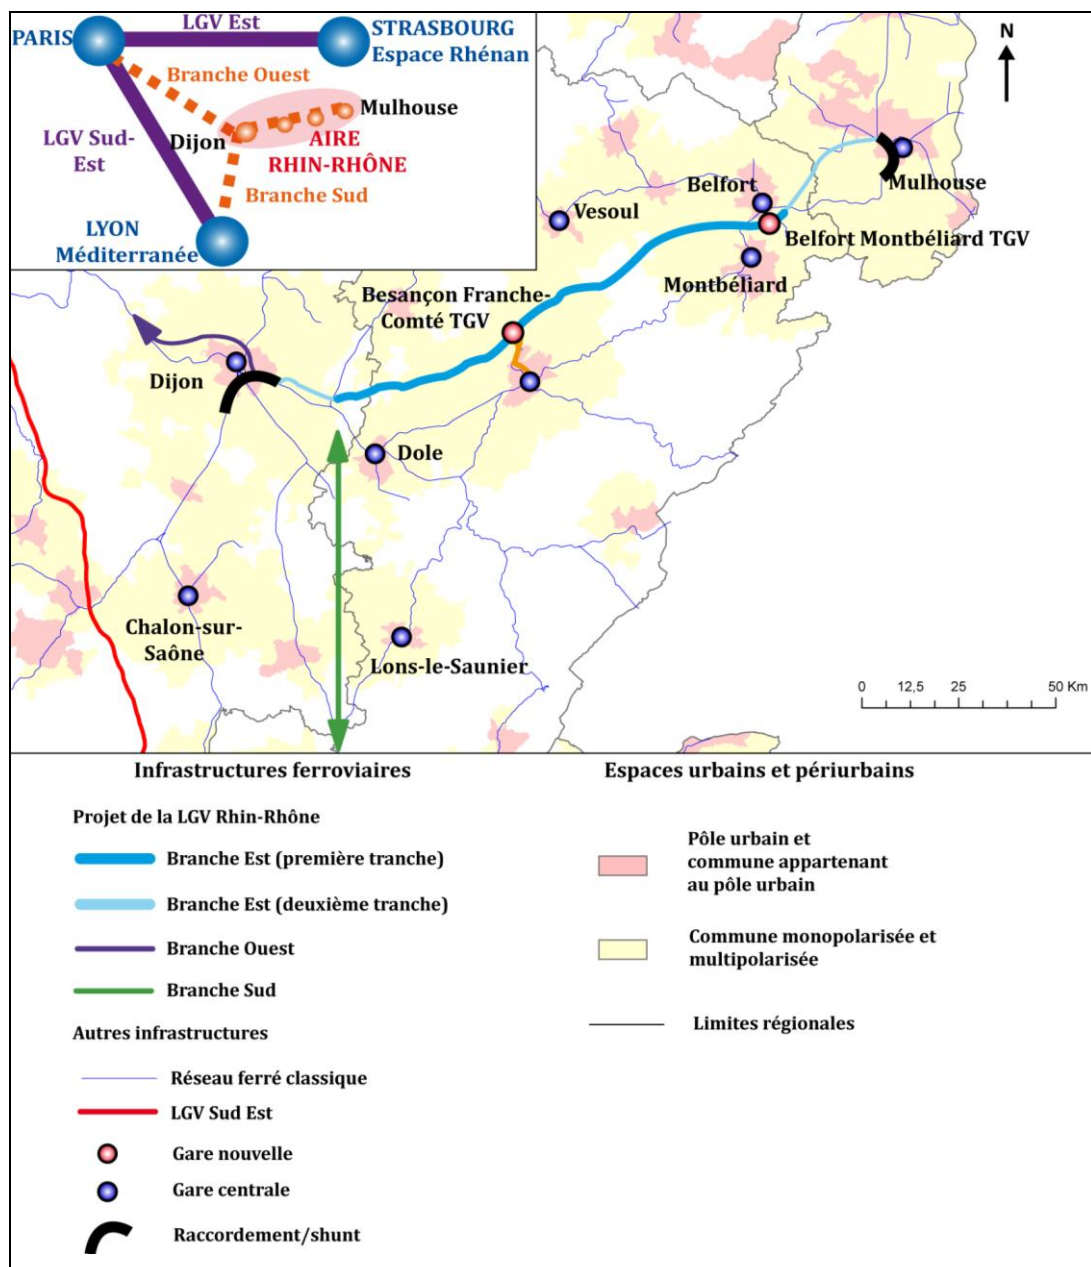 PARIS
LGV Est
STRASBOURG
Espace Rhénan
Branche Ouest
Mulhouse
LGV Sud-
Est
Dijon
AIRE
RHIN-RHÔNE
Branche Sud
LYON
Méditerranée
N
Mulhouse
Belfort
Vesoul
Belfort Montbéliard TGV
Montbéliard
Besançon Franche-
Comté TGV
Dijon
Dole
Chalon-sur-
Saône
Lons-le-Saunier
0 12,5 25 50 Km
Infrastructures ferroviaires
Projet de la LGV Rhin-Rhône
Branche Est (première tranche)
Branche Est (deuxième tranche)
Branche Ouest
Branche Sud
Autres infrastructures
Réseau ferré classique
LGV Sud Est
Gare nouvelle
Gare centrale
Raccordement/shunt
Espaces urbains et périurbains
Pôle urbain et
commune appartenant
au pôle urbain
Commune monopolarisée et
multipolarisée
Limites régionales